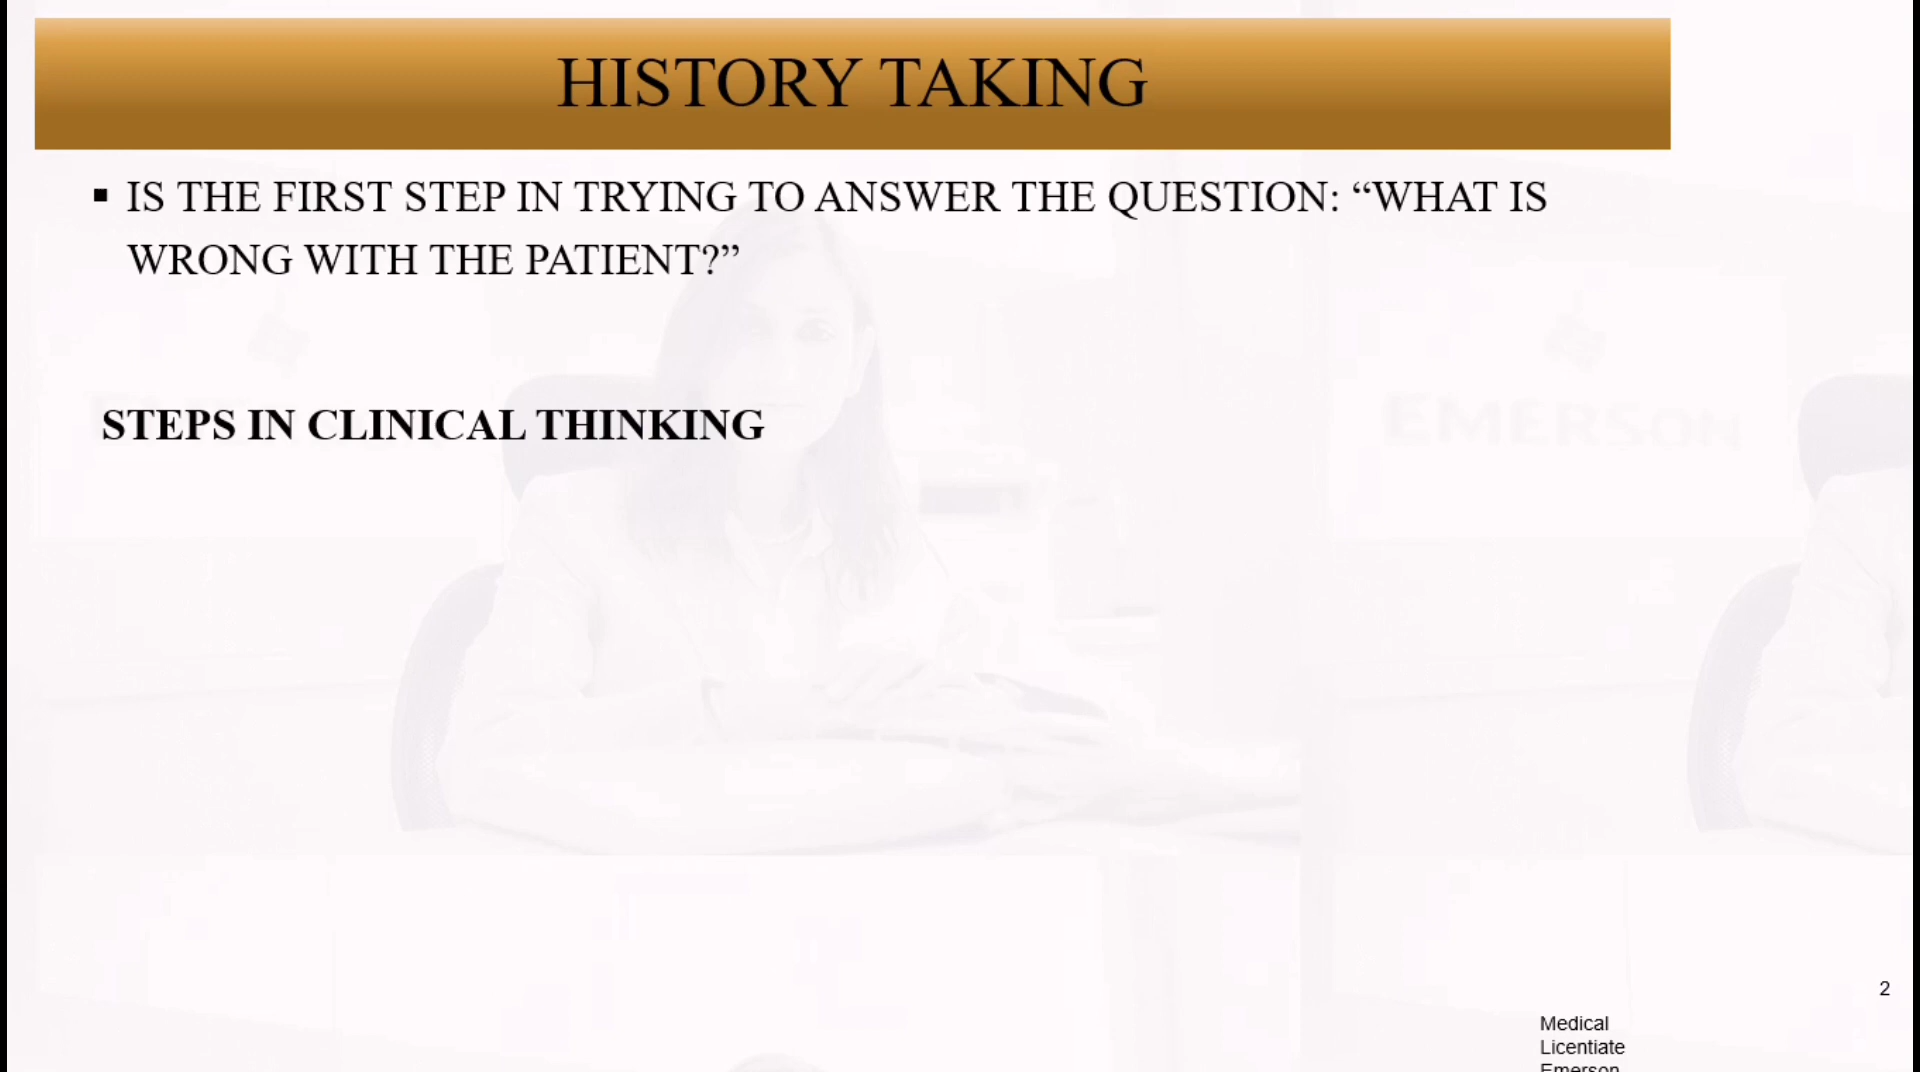 HISTORY TAKING
▪ IS THE FIRST STEP IN TRYING TO ANSWER THE QUESTION: “WHAT IS
WRONG WITH THE PATIENT?”
STEPS IN CLINICAL THINKING
EMERSON
2
Medical
Licentiate
Emerson